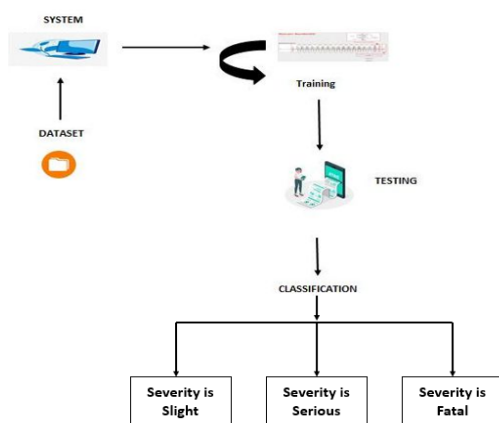 SYSTEM
Training
DATASET
TESTING
CLASSIFICATION
Severity is
Slight
Severity is
Serious
Severity is
Fatal